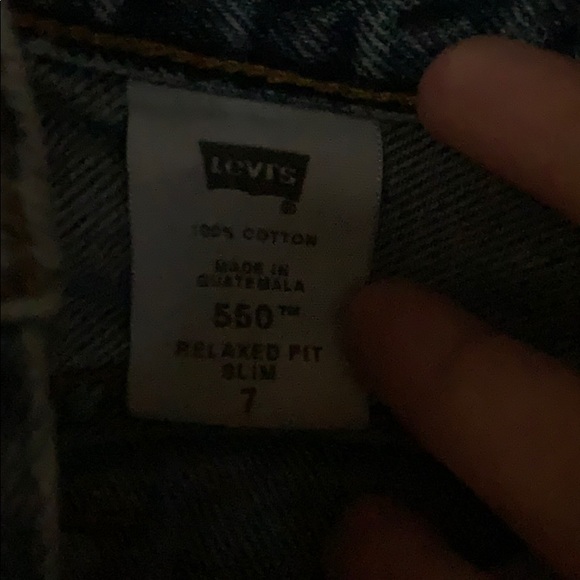 Levi's
®
100% COTTON
MADE IN
GUATEMALA
550™
RELAXED FIT
SLIM
7